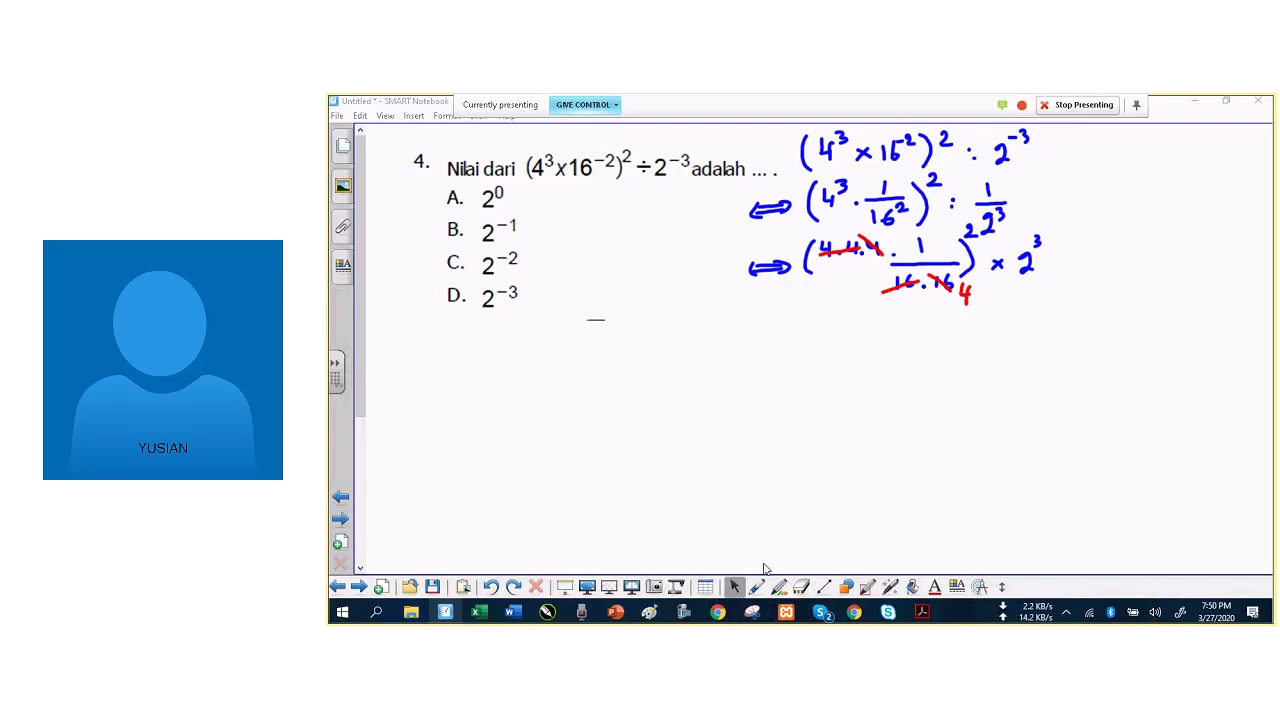 Untitled * - SMART Notebook
Currently presenting
GIVE CONTROL
Stop Presenting
File Edit View Insert
4. Nilai dari (4³x16⁻²)² ÷ 2⁻³ adalah ... .
A. 2⁰
B. 2⁻¹
C. 2⁻²
D. 2⁻³
(4³ × 16⁻²)² : 2⁻³
⇔ (4³ · 1/16²)² : 1/2³
⇔ (4.4.4 · 1/16.16)² × 2³
4
YUSIAN
2.2 KB/s
14.2 KB/s
7:50 PM
3/27/2020